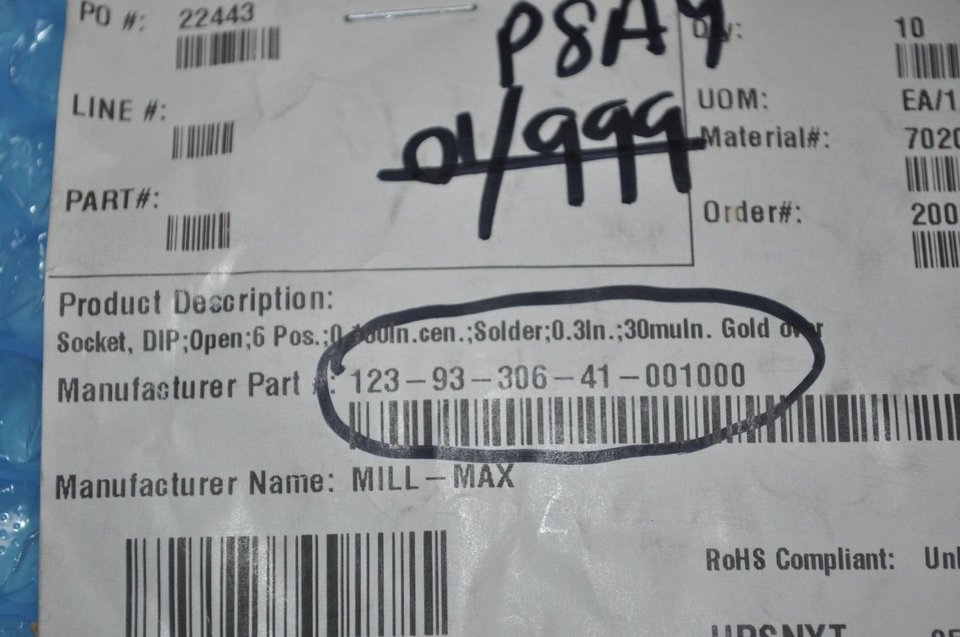 PO #: 22443
P8A4
Qty: 10
LINE #:
01/999
UOM: EA/1
Material#: 7020
PART#:
Order#: 200
Product Description:
Socket, DIP;Open;6 Pos.;0.100In.cen.;Solder;0.3In.;30muIn. Gold over
Manufasturer Part #: 123-93-306-41-001000
Manufacturer Name: MILL-MAX
RoHS Compliant: